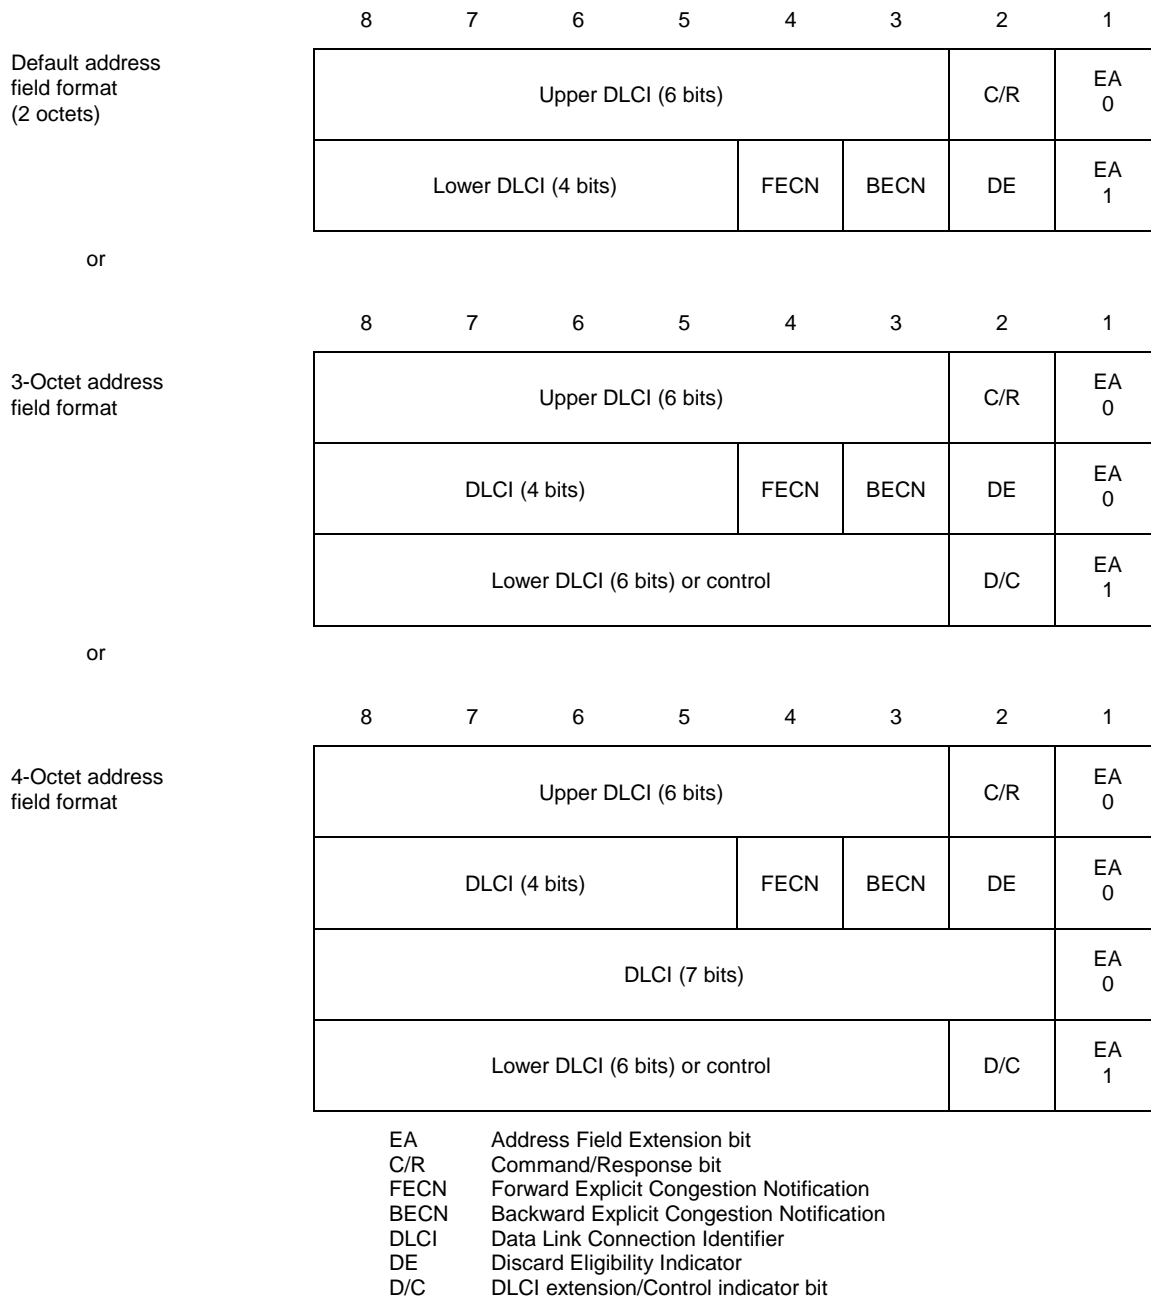 8 7 6 5 4 3 2 1
Default address
field format
(2 octets)
Upper DLCI (6 bits) C/R EA
0
Lower DLCI (4 bits) FECN BECN DE EA
1
or
8 7 6 5 4 3 2 1
3-Octet address
field format
Upper DLCI (6 bits) C/R EA
0
DLCI (4 bits) FECN BECN DE EA
0
Lower DLCI (6 bits) or control D/C EA
1
or
8 7 6 5 4 3 2 1
4-Octet address
field format
Upper DLCI (6 bits) C/R EA
0
DLCI (4 bits) FECN BECN DE EA
0
DLCI (7 bits) EA
0
Lower DLCI (6 bits) or control D/C EA
1
EA Address Field Extension bit
C/R Command/Response bit
FECN Forward Explicit Congestion Notification
BECN Backward Explicit Congestion Notification
DLCI Data Link Connection Identifier
DE Discard Eligibility Indicator
D/C DLCI extension/Control indicator bit